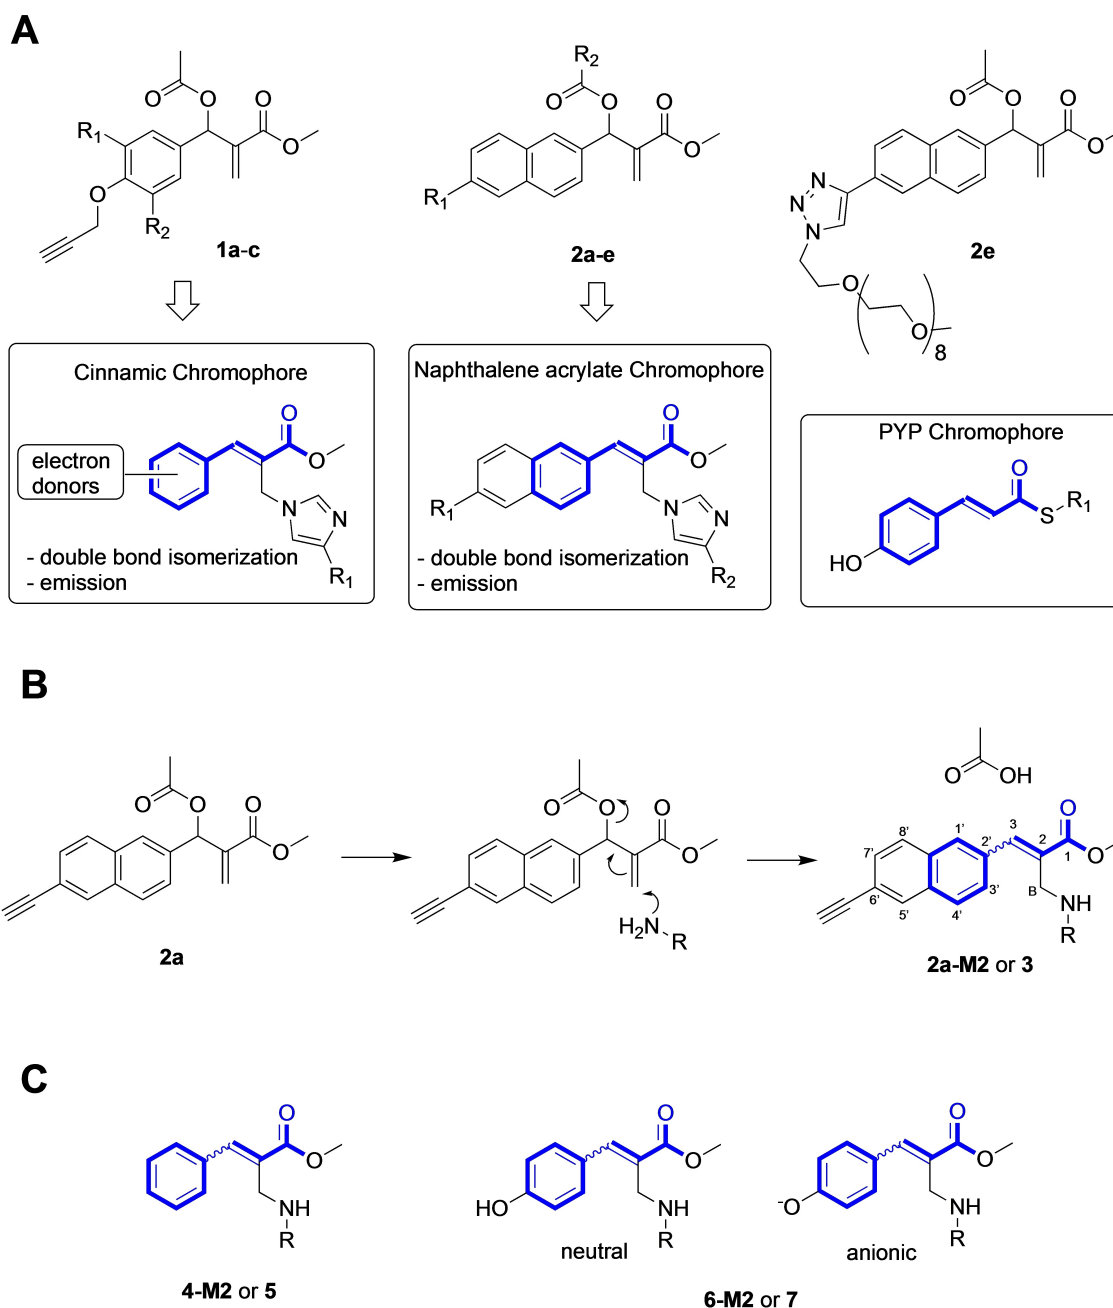 A
O
O
O
O
R1
O
R2
1a-c
R2
O
O
O
O
R1
2a-e
O
O
O
O
N
N
N
O
O
8
2e
Cinnamic Chromophore
electron
donors
O
O
N
N
R1
- double bond isomerization
- emission
Naphthalene acrylate Chromophore
O
O
R1
N
N
R2
- double bond isomerization
- emission
PYP Chromophore
O
S
R1
HO
B
O
O
O
O
2a
O
O
O
O
H2N
R
O
OH
O
O
8'
1'
2'
3
2
1
7'
6'
5'
4'
3'
B
NH
R
2a-M2 or 3
C
O
O
NH
R
4-M2 or 5
O
O
HO
NH
R
neutral
O
O
-O
NH
R
anionic
6-M2 or 7